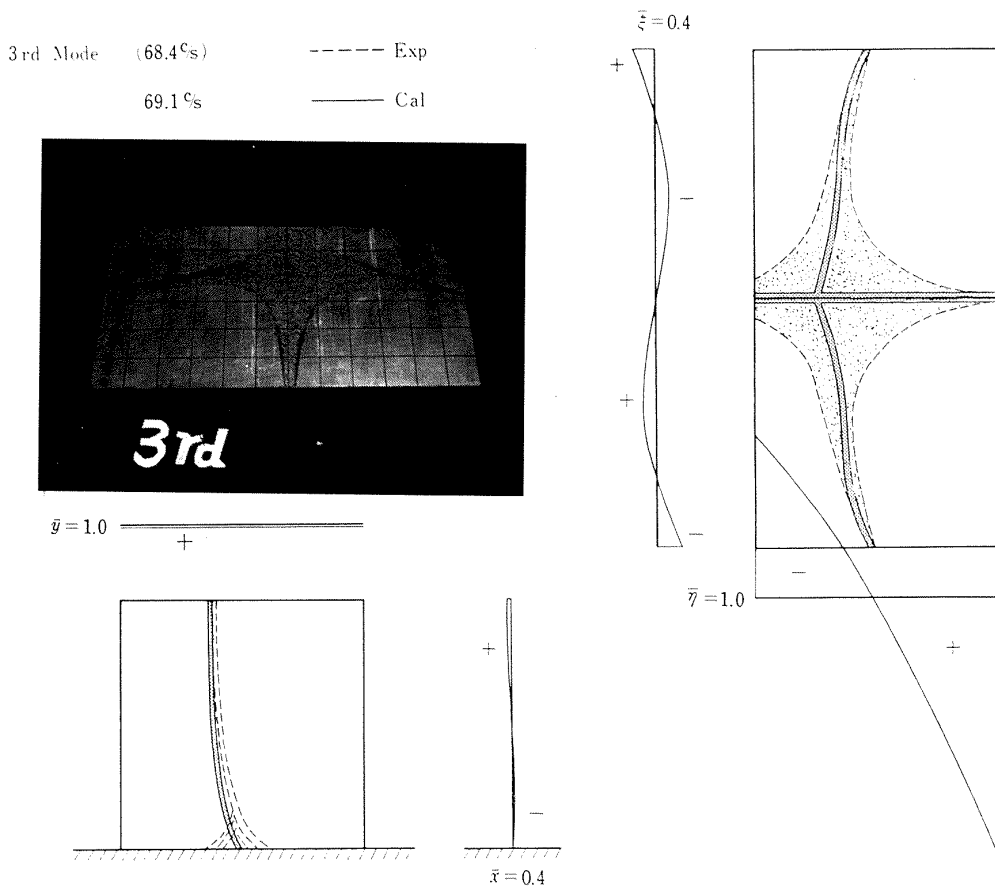 3rd Mode (68.4 c/s) Exp
69.1 c/s Cal
ξ̄ = 0.4
+
−
+
−
3rd
ȳ = 1.0
+
η̄ = 1.0
−
+
+
−
x̄ = 0.4